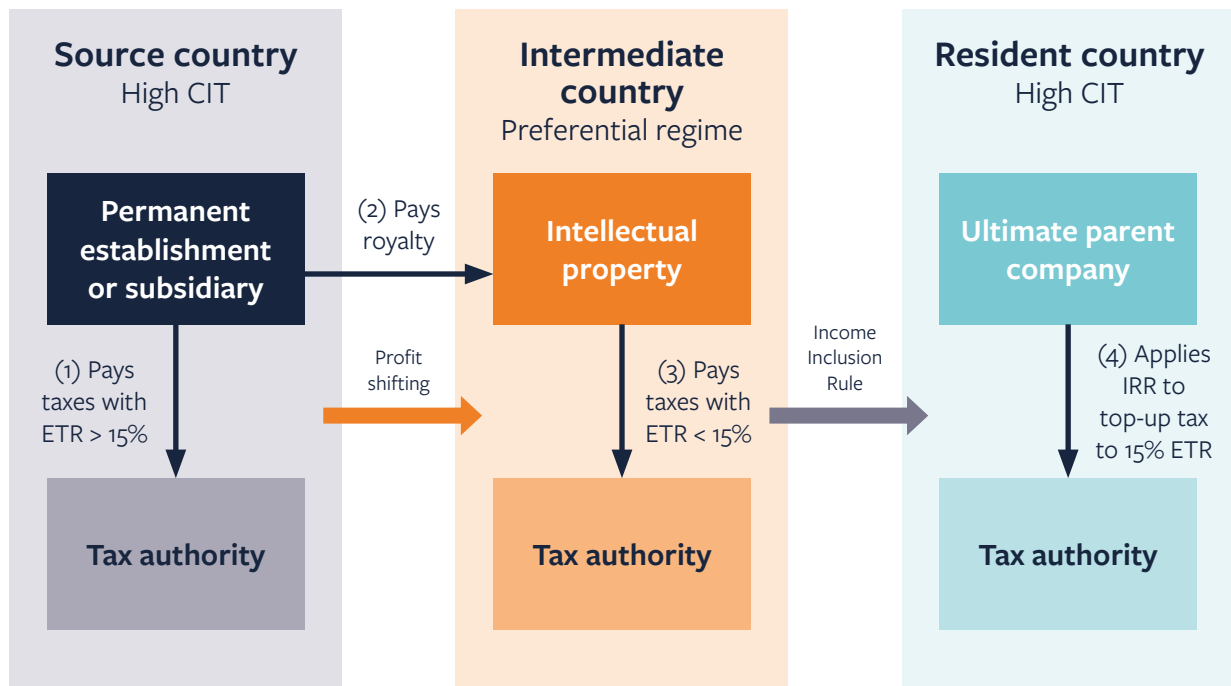 Source country
High CIT
Permanent
establishment
or subsidiary
(1) Pays
taxes with
ETR > 15%
Tax authority
(2) Pays
royalty
Profit
shifting
Intermediate
country
Preferential regime
Intellectual
property
(3) Pays
taxes with
ETR < 15%
Tax authority
Income
Inclusion
Rule
Resident country
High CIT
Ultimate parent
company
(4) Applies
IRR to
top-up tax
to 15% ETR
Tax authority